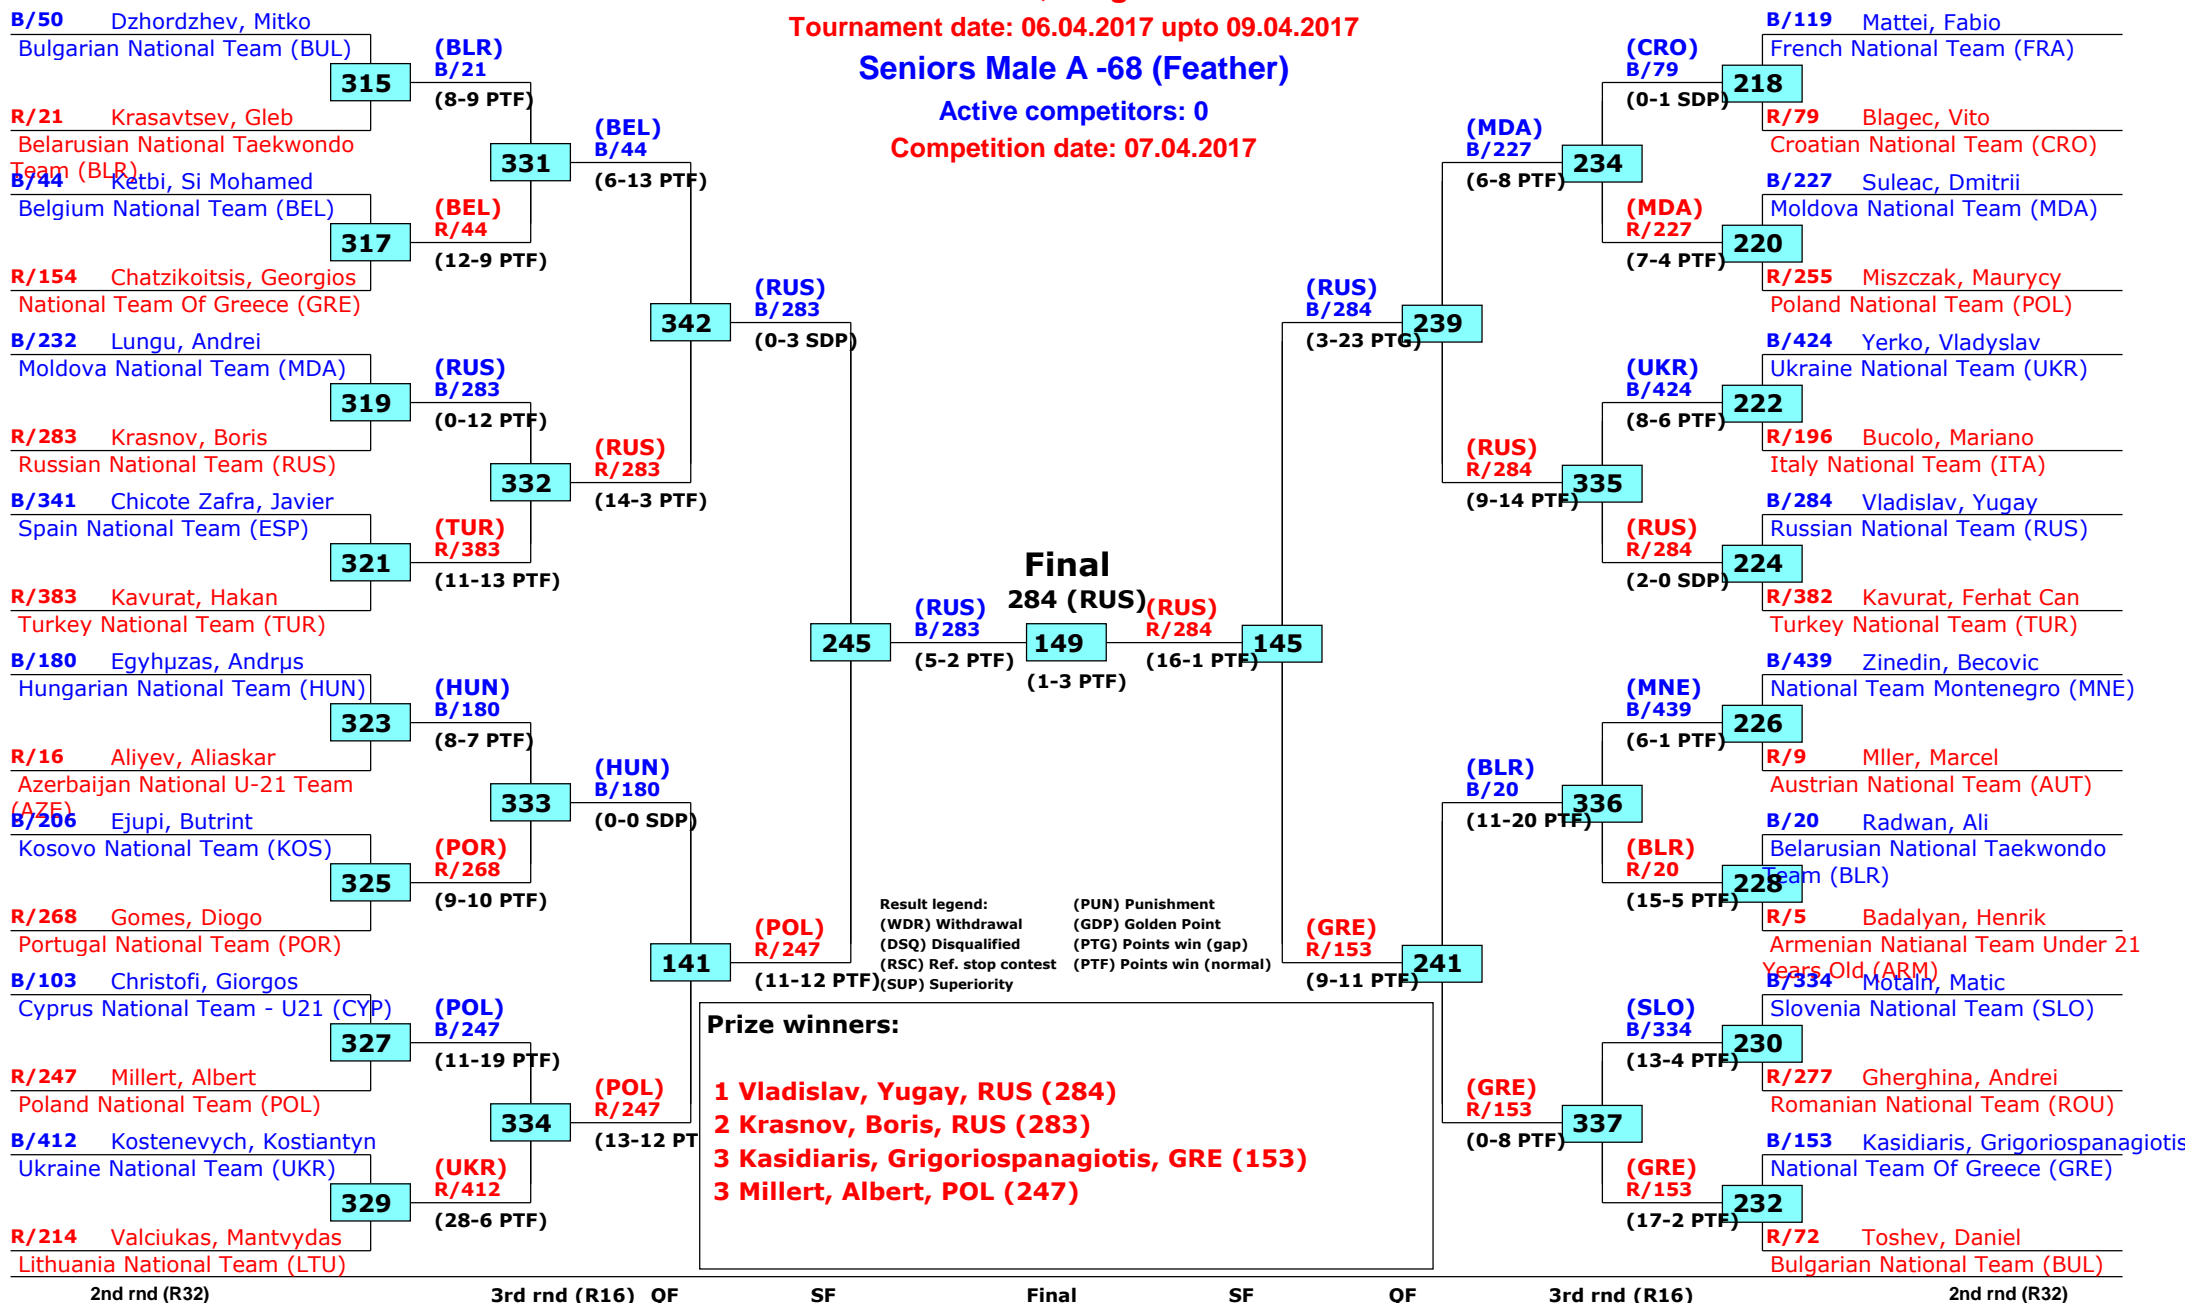 Tournament date: 06.04.2017 upto 09.04.2017
Seniors Male A -68 (Feather)
Active competitors: 0
Competition date: 07.04.2017
B/50 Dzhordzhev, Mitko
Bulgarian National Team (BUL)
315
R/21 Krasavtsev, Gleb
Belarusian National Taekwondo
Team (BLR)
B/44 Ketbi, Si Mohamed
Belgium National Team (BEL)
317
R/154 Chatzikoitsis, Georgios
National Team Of Greece (GRE)
B/232 Lungu, Andrei
Moldova National Team (MDA)
319
R/283 Krasnov, Boris
Russian National Team (RUS)
B/341 Chicote Zafra, Javier
Spain National Team (ESP)
321
R/383 Kavurat, Hakan
Turkey National Team (TUR)
B/180 Egyhµzas, Andrµs
Hungarian National Team (HUN)
323
R/16 Aliyev, Aliaskar
Azerbaijan National U-21 Team
(AZE)
B/206 Ejupi, Butrint
Kosovo National Team (KOS)
325
R/268 Gomes, Diogo
Portugal National Team (POR)
B/103 Christofi, Giorgos
Cyprus National Team - U21 (CYP)
327
R/247 Millert, Albert
Poland National Team (POL)
B/412 Kostenevych, Kostiantyn
Ukraine National Team (UKR)
329
R/214 Valciukas, Mantvydas
Lithuania National Team (LTU)
(BLR)
B/21
(8-9 PTF)
331
(BEL)
R/44
(12-9 PTF)
(RUS)
B/283
(0-12 PTF)
332
(TUR)
R/383
(11-13 PTF)
(HUN)
B/180
(8-7 PTF)
333
(POR)
R/268
(9-10 PTF)
(POL)
B/247
(11-19 PTF)
334
(UKR)
R/412
(28-6 PTF)
(BEL)
B/44
(6-13 PTF)
342
(RUS)
R/283
(14-3 PTF)
(HUN)
B/180
(0-0 SDP)
141
(POL)
R/247
(13-12 PT
(RUS)
B/283
(0-3 SDP)
245
(POL)
R/247
(11-12 PTF)
(RUS)
B/283
(5-2 PTF)
Final
284 (RUS)
149
(1-3 PTF)
(RUS)
R/284
(16-1 PTF)
145
(RUS)
B/284
(3-23 PTG)
(GRE)
R/153
(9-11 PTF)
239
241
(MDA)
B/227
(6-8 PTF)
(RUS)
R/284
(9-14 PTF)
(BLR)
B/20
(11-20 PTF)
(GRE)
R/153
(0-8 PTF)
234
335
336
337
(CRO)
B/79
(0-1 SDP)
(MDA)
R/227
(7-4 PTF)
(UKR)
B/424
(8-6 PTF)
(RUS)
R/284
(2-0 SDP)
(MNE)
B/439
(6-1 PTF)
(BLR)
R/20
(15-5 PTF)
(SLO)
B/334
(13-4 PTF)
(GRE)
R/153
(17-2 PTF)
B/119 Mattei, Fabio
French National Team (FRA)
218
R/79 Blagec, Vito
Croatian National Team (CRO)
B/227 Suleac, Dmitrii
Moldova National Team (MDA)
220
R/255 Miszczak, Maurycy
Poland National Team (POL)
B/424 Yerko, Vladyslav
Ukraine National Team (UKR)
222
R/196 Bucolo, Mariano
Italy National Team (ITA)
B/284 Vladislav, Yugay
Russian National Team (RUS)
224
R/382 Kavurat, Ferhat Can
Turkey National Team (TUR)
B/439 Zinedin, Becovic
National Team Montenegro (MNE)
226
R/9 Mller, Marcel
Austrian National Team (AUT)
B/20 Radwan, Ali
Belarusian National Taekwondo
Team (BLR)
228
R/5 Badalyan, Henrik
Armenian Natianal Team Under 21
Years Old (ARM)
B/334 Motaln, Matic
Slovenia National Team (SLO)
230
R/277 Gherghina, Andrei
Romanian National Team (ROU)
B/153 Kasidiaris, Grigoriospanagiotis
National Team Of Greece (GRE)
232
R/72 Toshev, Daniel
Bulgarian National Team (BUL)
Result legend: (PUN) Punishment
(WDR) Withdrawal (GDP) Golden Point
(DSQ) Disqualified (PTG) Points win (gap)
(RSC) Ref. stop contest (PTF) Points win (normal)
(SUP) Superiority
Prize winners:
1 Vladislav, Yugay, RUS (284)
2 Krasnov, Boris, RUS (283)
3 Kasidiaris, Grigoriospanagiotis, GRE (153)
3 Millert, Albert, POL (247)
2nd rnd (R32) 3rd rnd (R16) QF SF Final SF QF 3rd rnd (R16) 2nd rnd (R32)